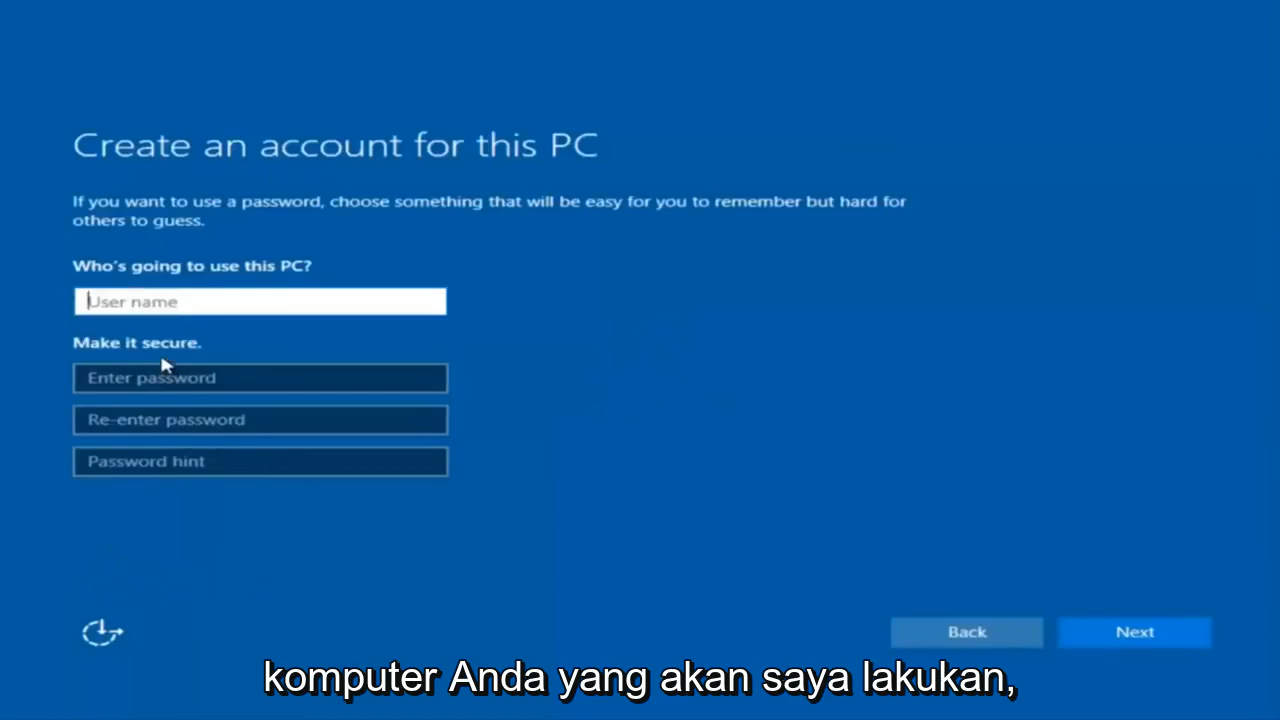 Create an account for this PC
If you want to use a password, choose something that will be easy for you to remember but hard for
others to guess.
Who's going to use this PC?
User name
Make it secure.
Enter password
Re-enter password
Password hint
Back
Next
komputer Anda yang akan saya lakukan,